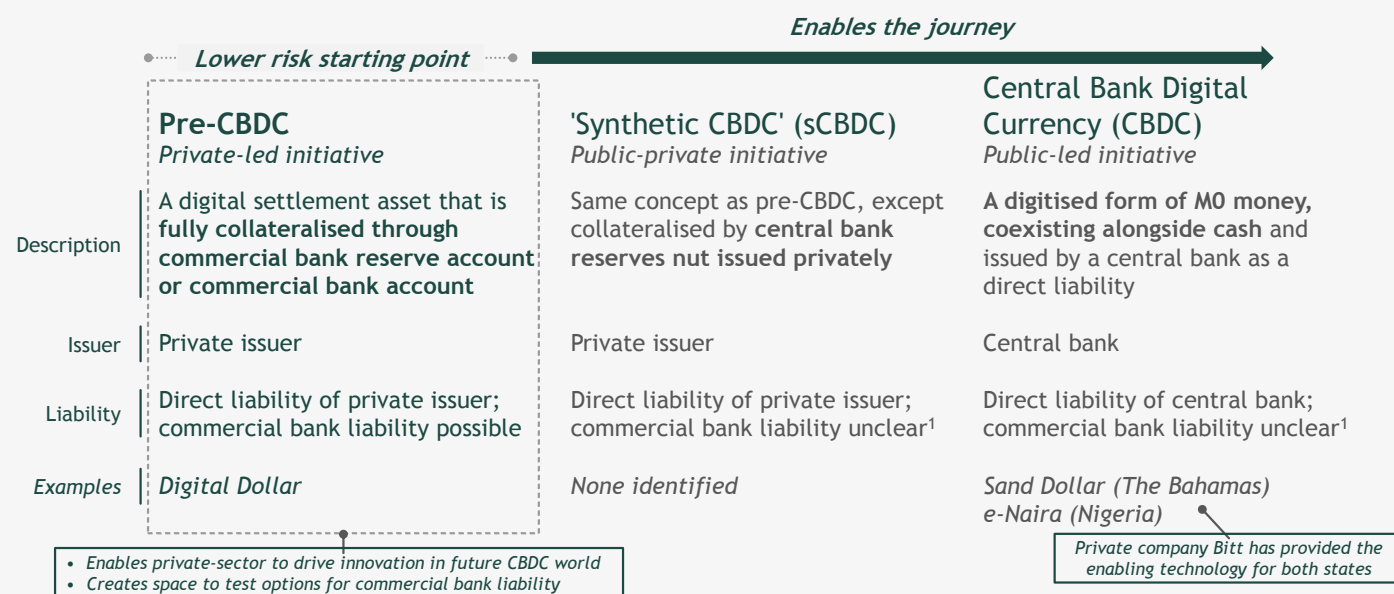 Enables the journey
Lower risk starting point
Pre-CBDC
Private-led initiative
'Synthetic CBDC' (sCBDC)
Public-private initiative
Central Bank Digital
Currency (CBDC)
Public-led initiative
Description
A digital settlement asset that is
fully collateralised through
commercial bank reserve account
or commercial bank account
Same concept as pre-CBDC, except
collateralised by central bank
reserves nut issued privately
A digitised form of M0 money,
coexisting alongside cash and
issued by a central bank as a
direct liability
Issuer
Private issuer
Private issuer
Central bank
Liability
Direct liability of private issuer;
commercial bank liability possible
Direct liability of private issuer;
commercial bank liability unclear¹
Direct liability of central bank;
commercial bank liability unclear¹
Examples
Digital Dollar
None identified
Sand Dollar (The Bahamas)
e-Naira (Nigeria)
• Enables private-sector to drive innovation in future CBDC world
• Creates space to test options for commercial bank liability
Private company Bitt has provided the
enabling technology for both states